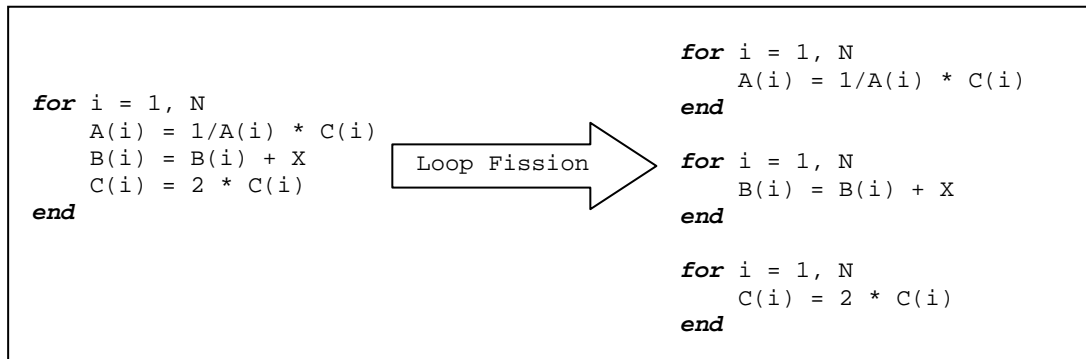 for i = 1, N
A(i) = 1/A(i) * C(i)
B(i) = B(i) + X
C(i) = 2 * C(i)
end
Loop Fission
for i = 1, N
A(i) = 1/A(i) * C(i)
end
for i = 1, N
B(i) = B(i) + X
end
for i = 1, N
C(i) = 2 * C(i)
end